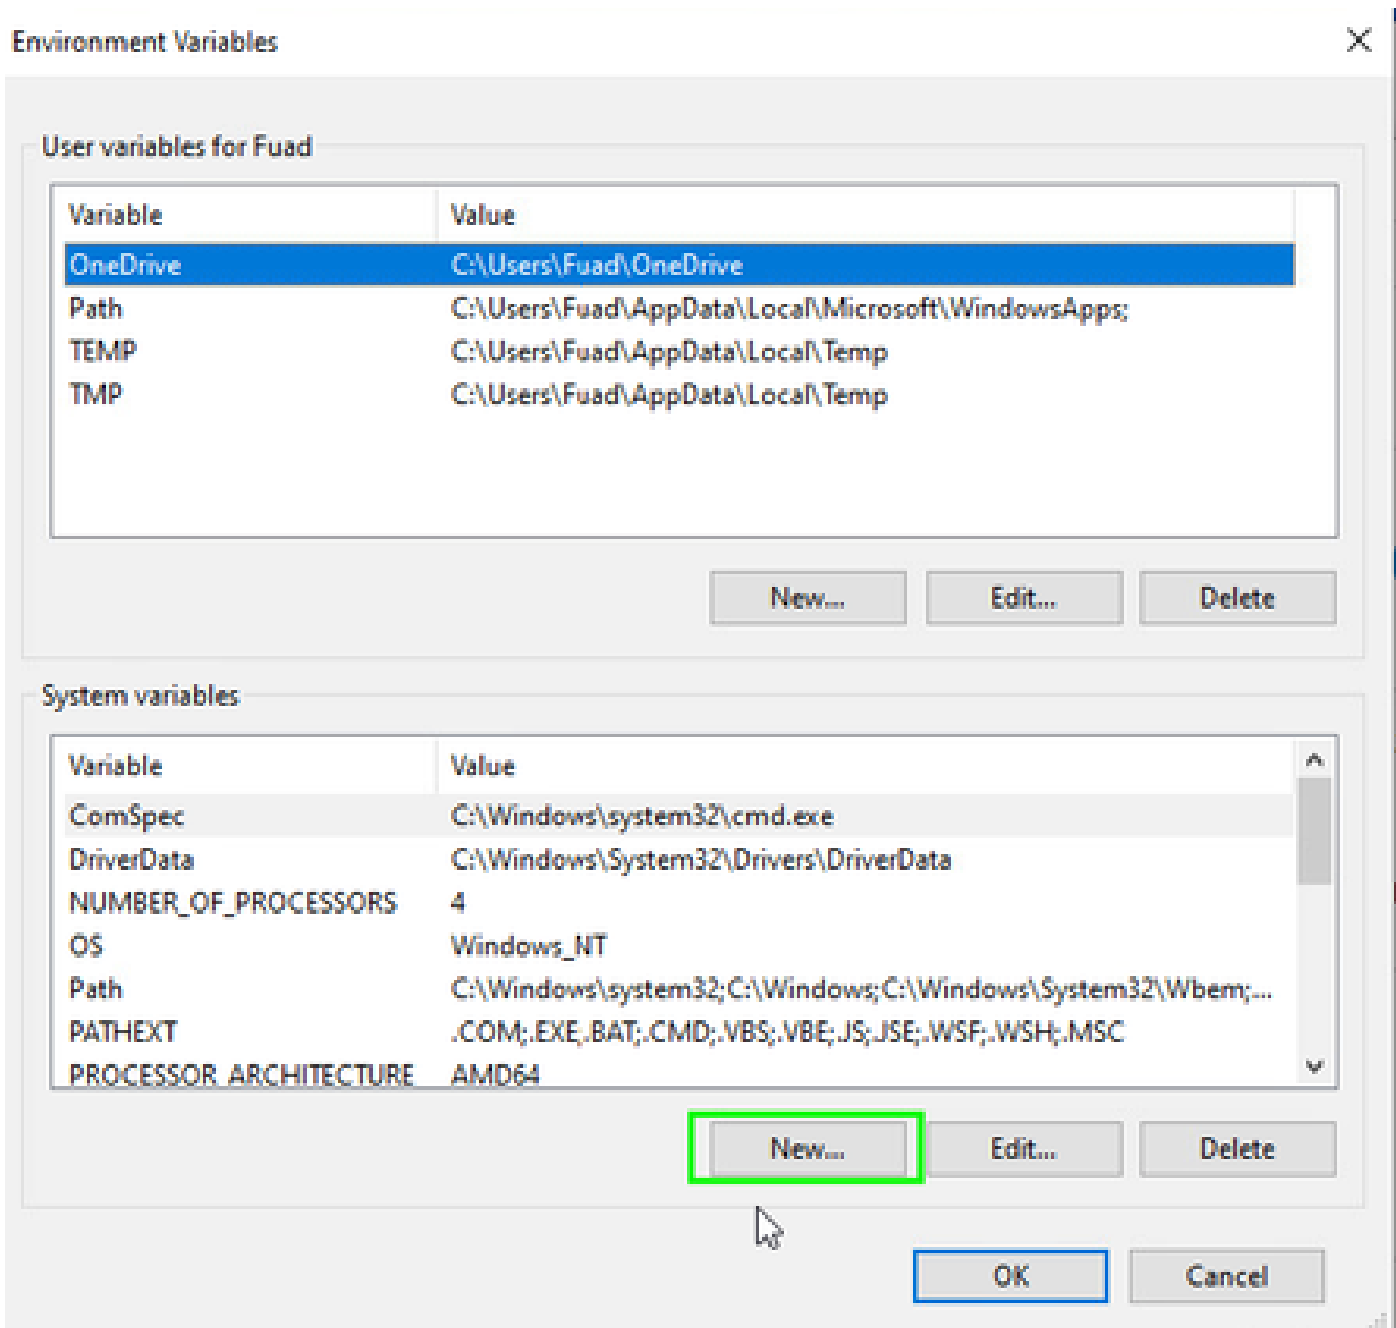 Environment Variables
User variables for Fuad
Variable Value
OneDrive C:\Users\Fuad\OneDrive
Path C:\Users\Fuad\AppData\Local\Microsoft\WindowsApps;
TEMP C:\Users\Fuad\AppData\Local\Temp
TMP C:\Users\Fuad\AppData\Local\Temp
New... Edit... Delete
System variables
Variable Value
ComSpec C:\Windows\system32\cmd.exe
DriverData C:\Windows\System32\Drivers\DriverData
NUMBER_OF_PROCESSORS 4
OS Windows_NT
Path C:\Windows\system32;C:\Windows;C:\Windows\System32\Wbem;...
PATHEXT .COM;.EXE;.BAT;.CMD;.VBS;.VBE;.JS;.JSE;.WSF;.WSH;.MSC
PROCESSOR_ARCHITECTURE AMD64
New... Edit... Delete
OK Cancel